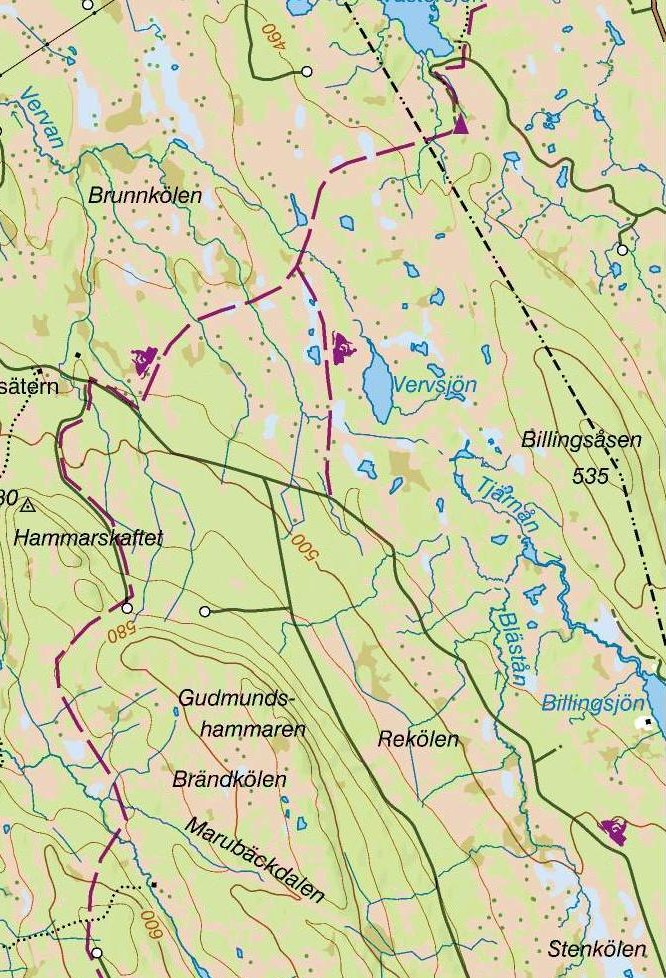 460
Vervan
Brunnkölen
Vervsjön
sätern
Billingsåsen
535
Tjärnån
Hammarskaftet
500
580
Blåstån
Gudmunds-
hammaren
Billingsjön
Rekölen
Brändkölen
Marubäckdalen
600
Stenkölen